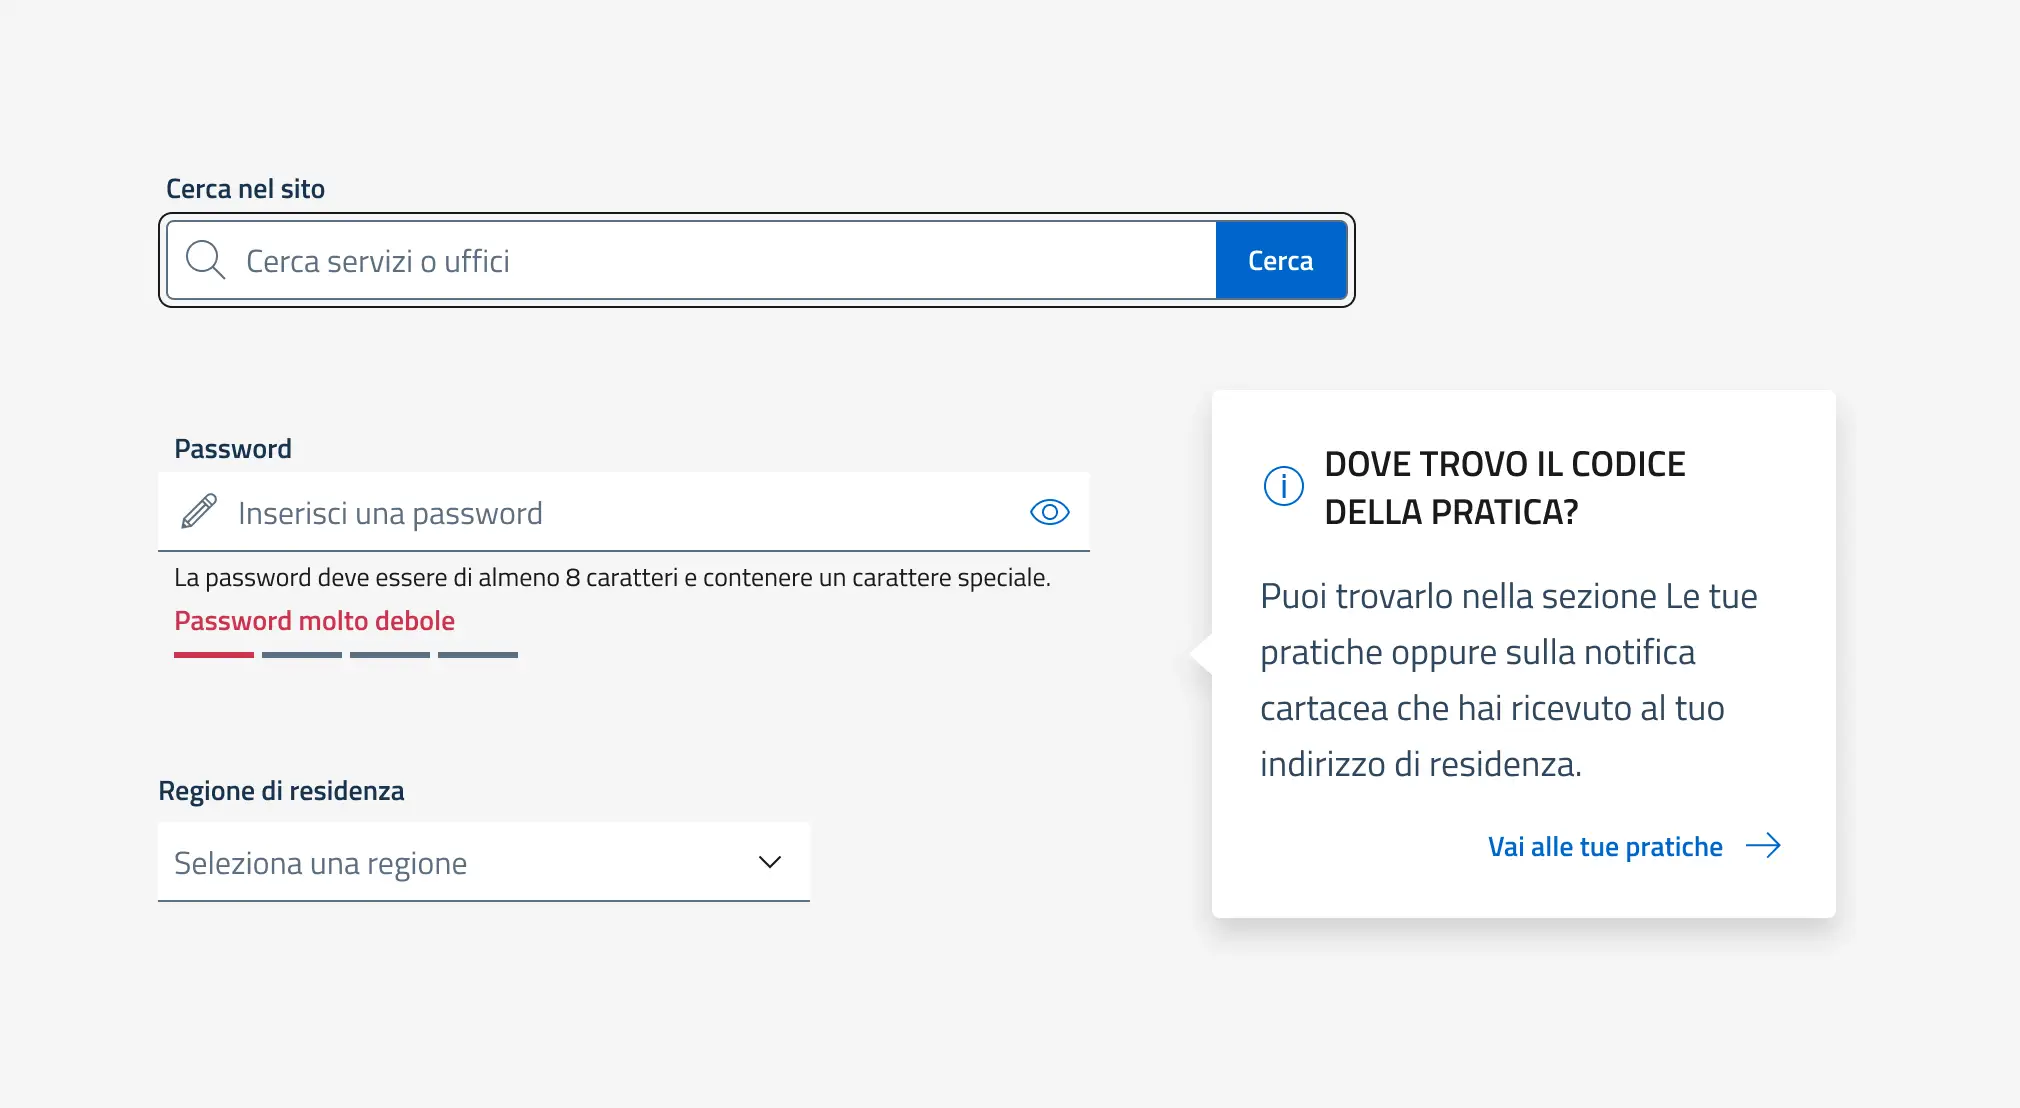 Cerca nel sito
Cerca servizi o uffici
Cerca
Password
Inserisci una password
La password deve essere di almeno 8 caratteri e contenere un carattere speciale.
Password molto debole
Regione di residenza
Seleziona una regione
DOVE TROVO IL CODICE
DELLA PRATICA?
Puoi trovarlo nella sezione Le tue
pratiche oppure sulla notifica
cartacea che hai ricevuto al tuo
indirizzo di residenza.
Vai alle tue pratiche